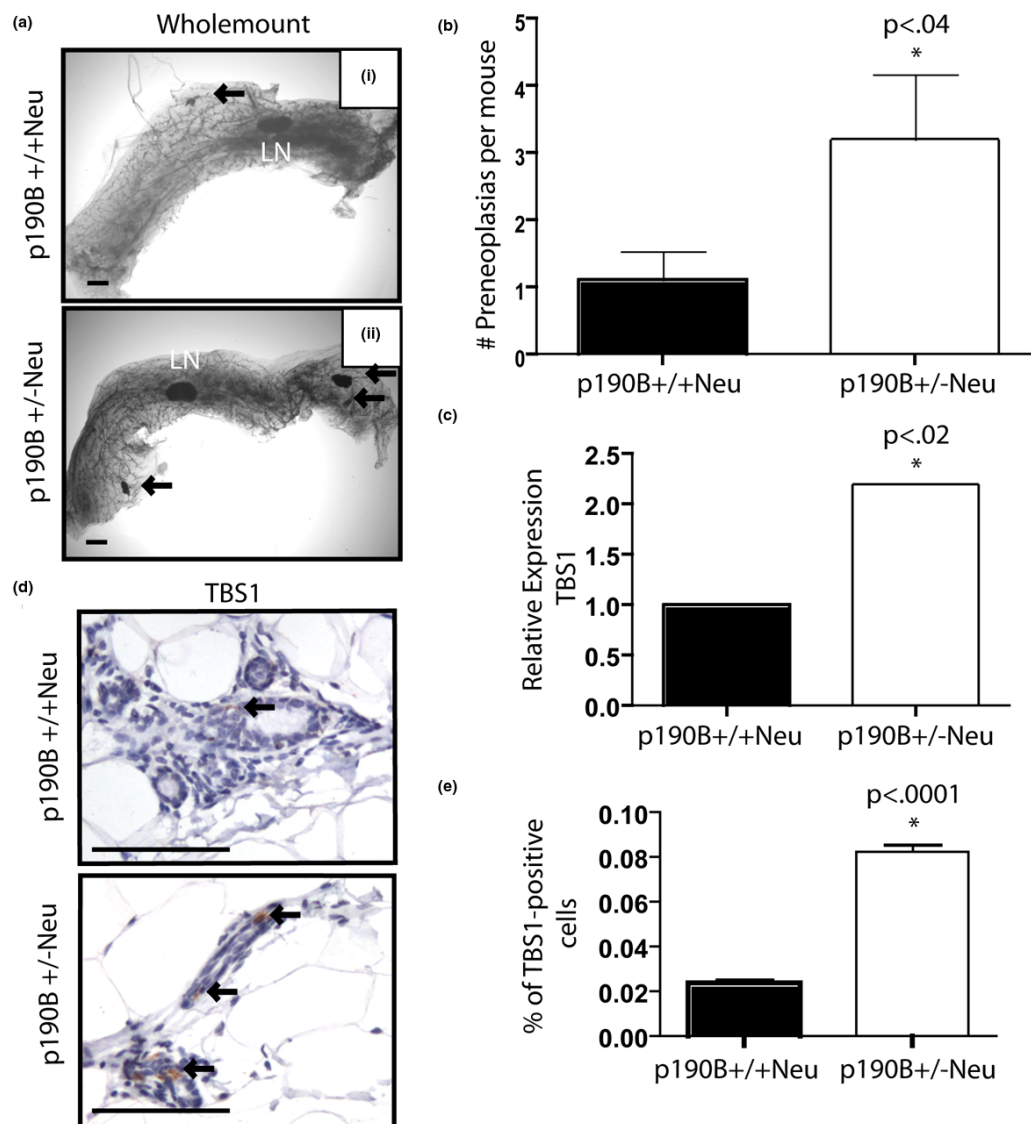 (a)
Wholemount
p190B +/+Neu
(i)
LN
p190B +/-Neu
(ii)
LN
(b)
p<.04
*
# Preneoplasias per mouse
5
4
3
2
1
0
p190B+/+Neu
p190B+/-Neu
(c)
p<.02
*
Relative Expression
TBS1
2.5
2.0
1.5
1.0
0.5
0.0
p190B+/+Neu
p190B+/-Neu
(d)
TBS1
p190B +/+Neu
p190B +/-Neu
(e)
p<.0001
*
% of TBS1-positive
cells
0.10
0.08
0.06
0.04
0.02
0.00
p190B+/+Neu
p190B+/-Neu